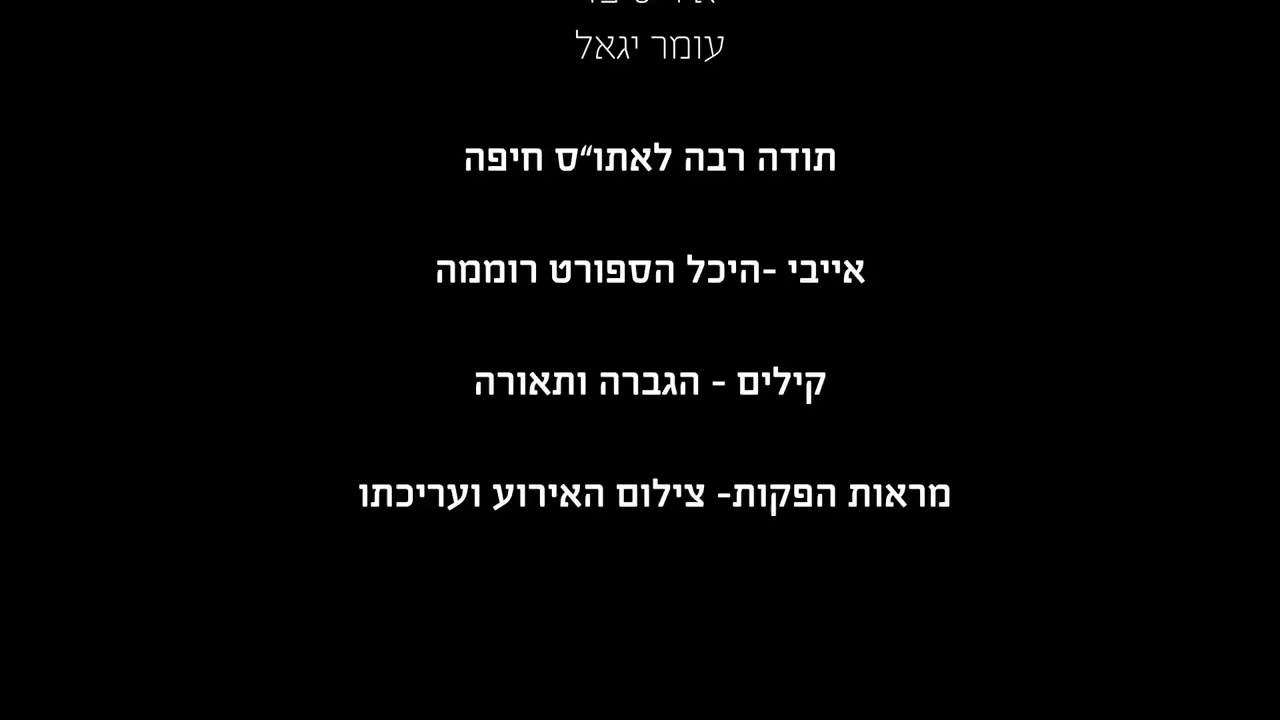 עומר יגאל
תודה רבה לאתו“ס חיפה
אייבי -היכל הספורט רוממה
קילים - הגברה ותאורה
מראות הפקות- צילום האירוע ועריכתו